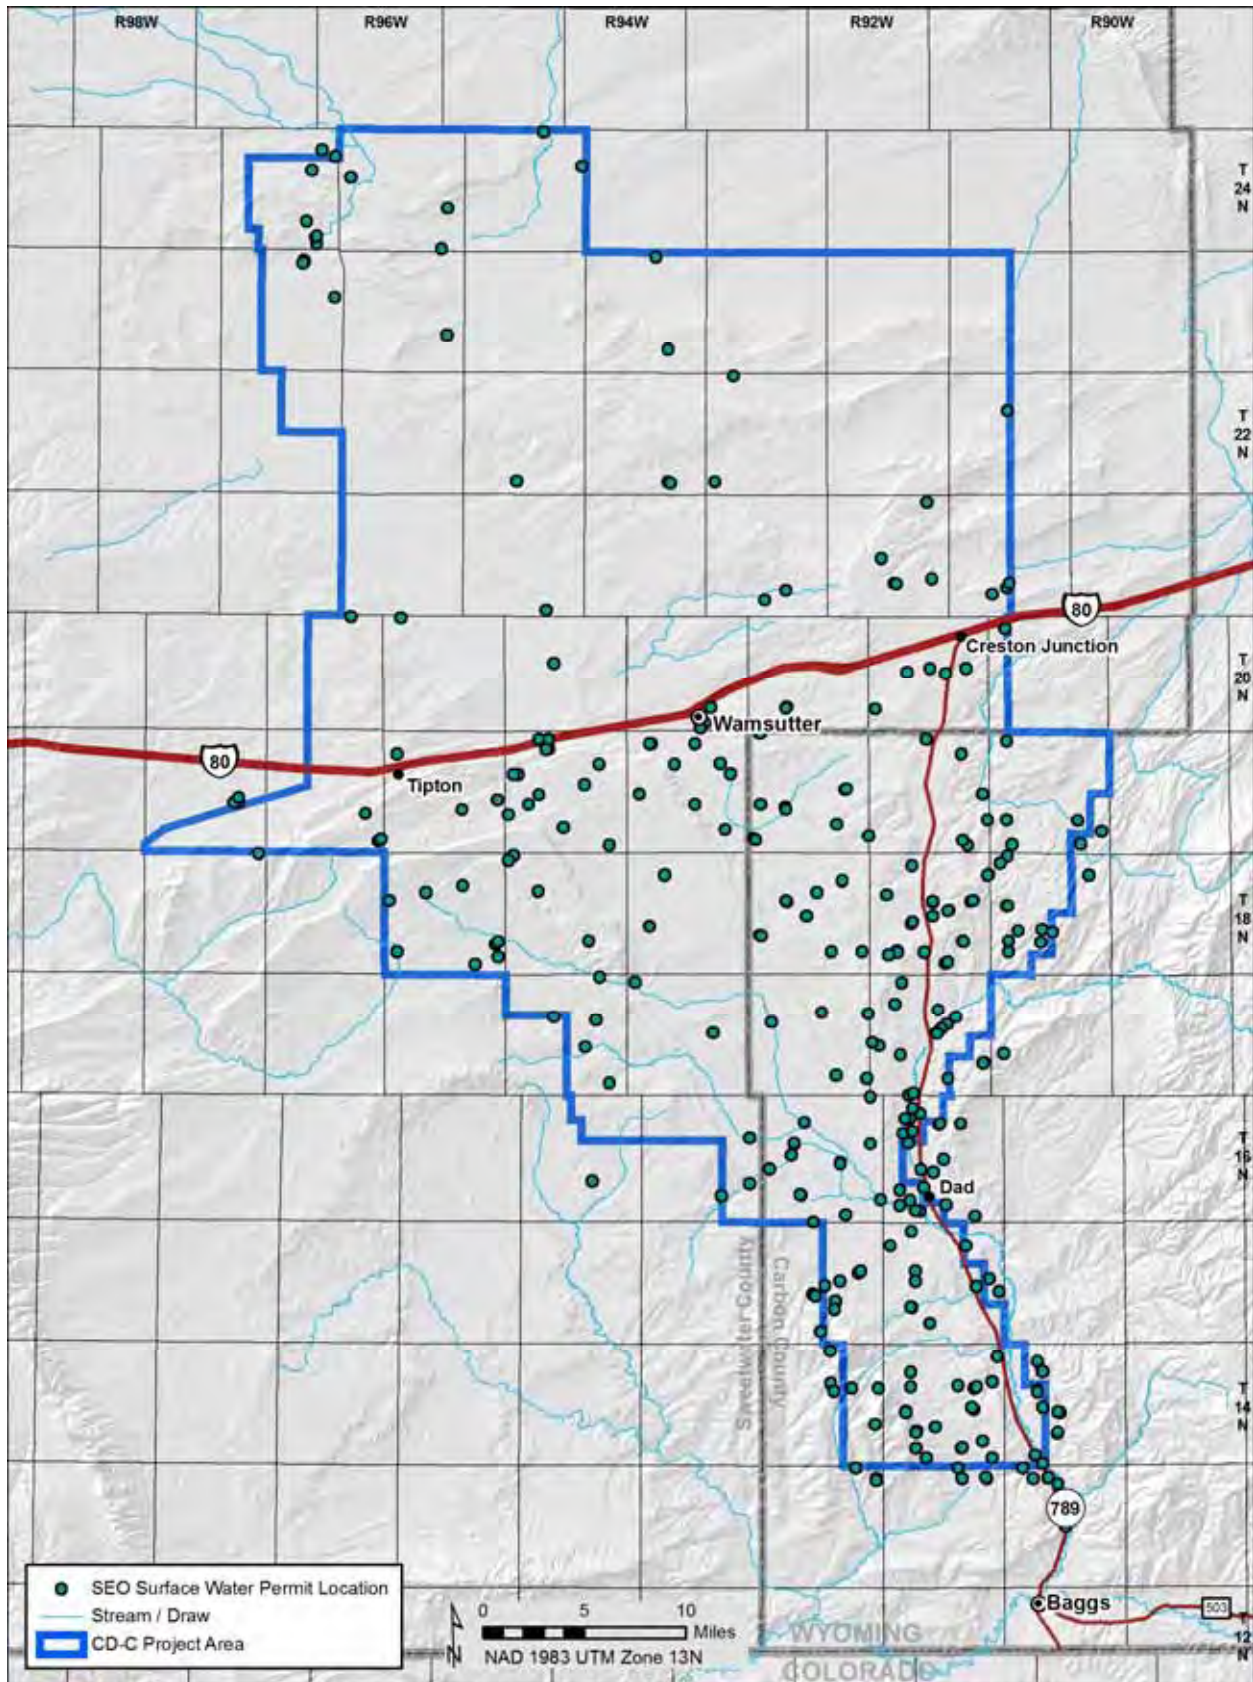 R98W R96W R94W R92W R90W
T
24
N
T
22
N
80
Creston Junction
T
20
N
Wamsutter
80
Tipton
T
18
N
T
16
N
Dad
Sweetwater County
Carbon County
T
14
N
789
Baggs
503
T
12
N
SEO Surface Water Permit Location
Stream / Draw
CD-C Project Area
N
0 5 10
Miles
NAD 1983 UTM Zone 13N
WYOMING
COLORADO